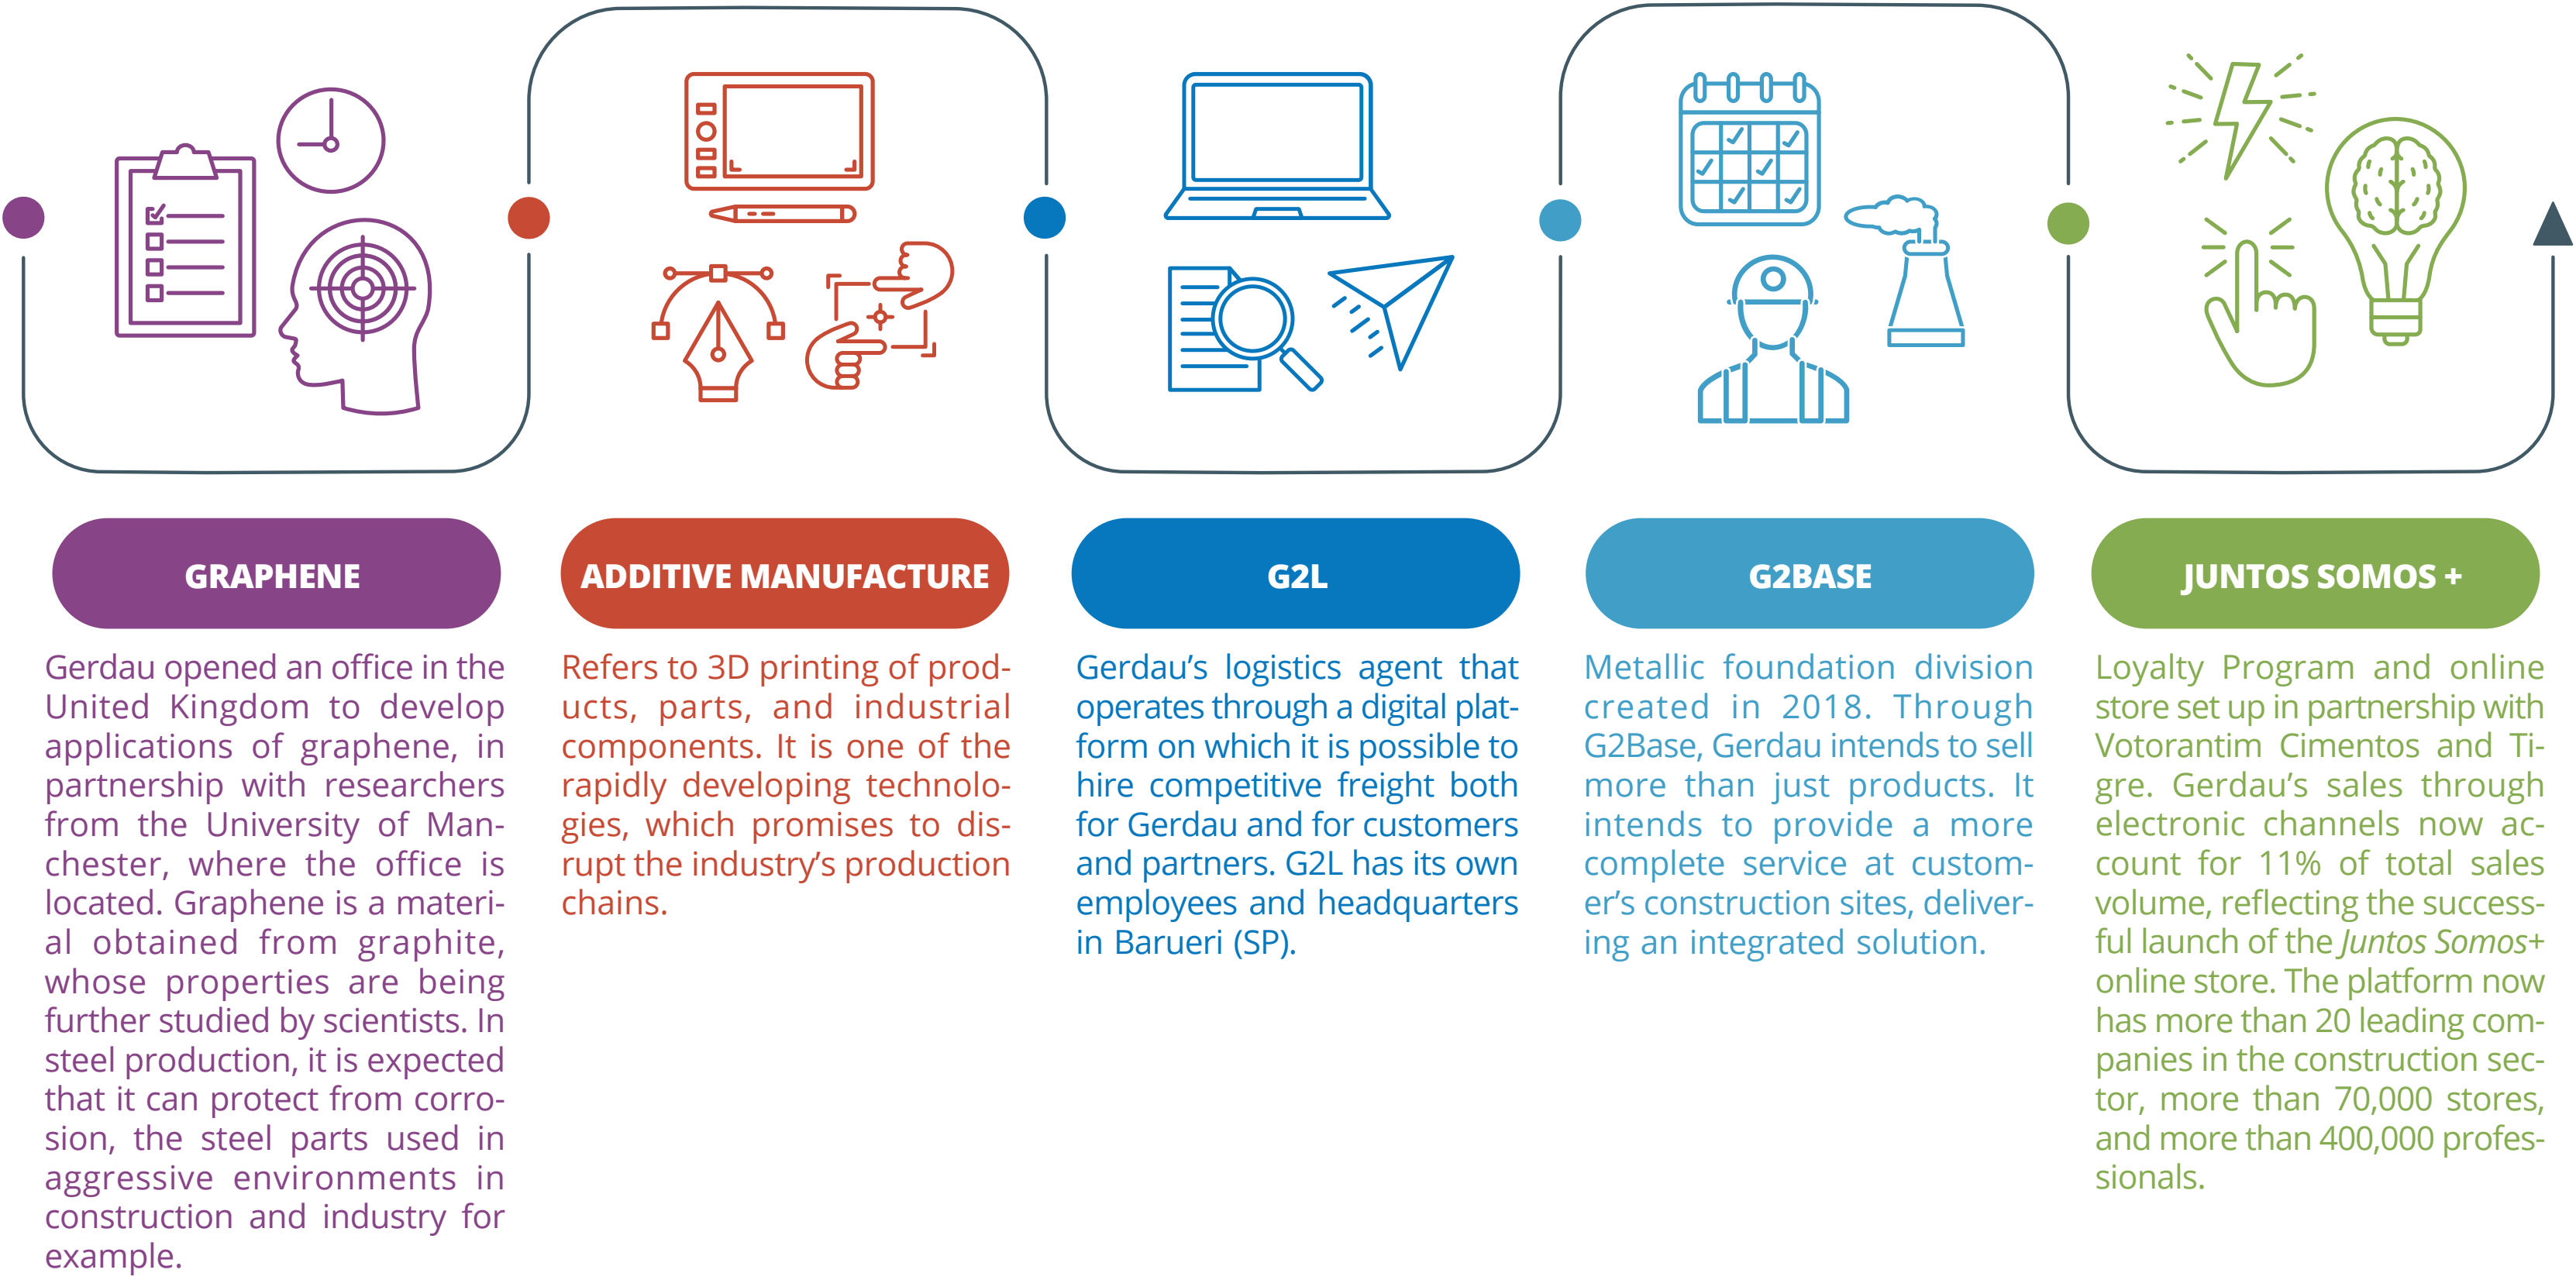 GRAPHENE
Gerdau opened an office in the
United Kingdom to develop
applications of graphene, in
partnership with researchers
from the University of Man-
chester, where the office is
located. Graphene is a materi-
al obtained from graphite,
whose properties are being
further studied by scientists. In
steel production, it is expected
that it can protect from corro-
sion, the steel parts used in
aggressive environments in
construction and industry for
example.
ADDITIVE MANUFACTURE
Refers to 3D printing of prod-
ucts, parts, and industrial
components. It is one of the
rapidly developing technolo-
gies, which promises to dis-
rupt the industry’s production
chains.
G2L
Gerdau’s logistics agent that
operates through a digital plat-
form on which it is possible to
hire competitive freight both
for Gerdau and for customers
and partners. G2L has its own
employees and headquarters
in Barueri (SP).
G2BASE
Metallic foundation division
created in 2018. Through
G2Base, Gerdau intends to sell
more than just products. It
intends to provide a more
complete service at custom-
er’s construction sites, deliver-
ing an integrated solution.
JUNTOS SOMOS +
Loyalty Program and online
store set up in partnership with
Votorantim Cimentos and Ti-
gre. Gerdau’s sales through
electronic channels now ac-
count for 11% of total sales
volume, reflecting the success-
ful launch of the Juntos Somos+
online store. The platform now
has more than 20 leading com-
panies in the construction sec-
tor, more than 70,000 stores,
and more than 400,000 profes-
sionals.